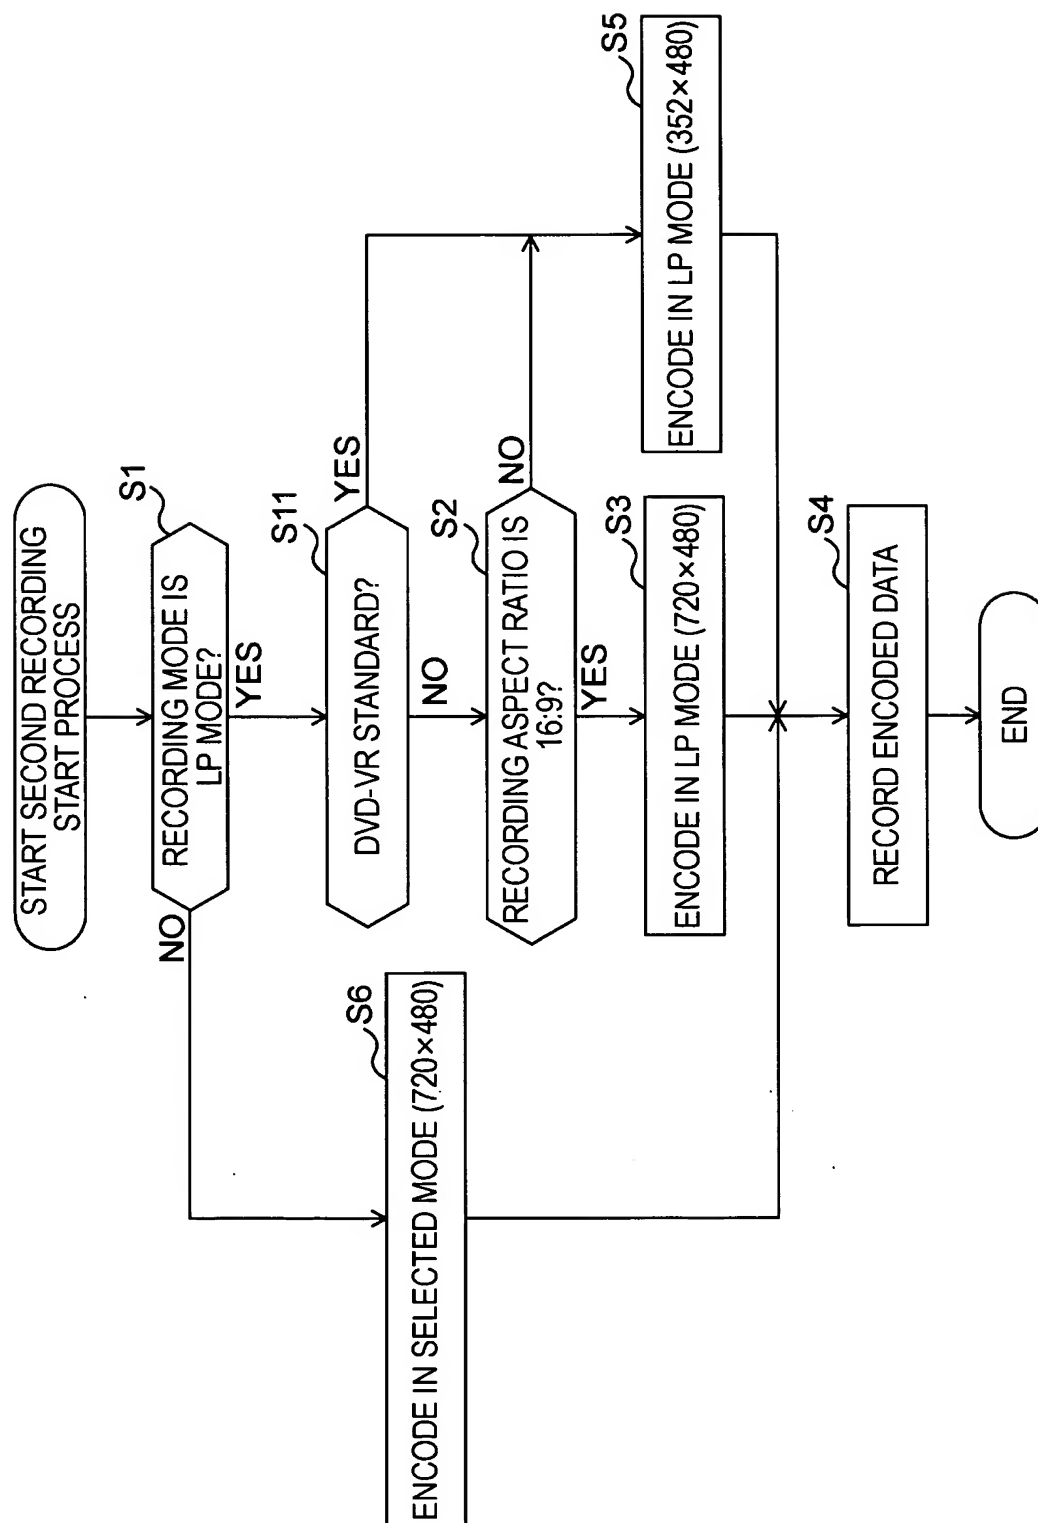 START SECOND RECORDING
START PROCESS
S1
RECORDING MODE IS
LP MODE?
NO
YES
S11
DVD-VR STANDARD?
YES
NO
S2
RECORDING ASPECT RATIO IS
16:9?
NO
YES
S6
ENCODE IN SELECTED MODE (720×480)
S3
ENCODE IN LP MODE (720×480)
S5
ENCODE IN LP MODE (352×480)
S4
RECORD ENCODED DATA
END